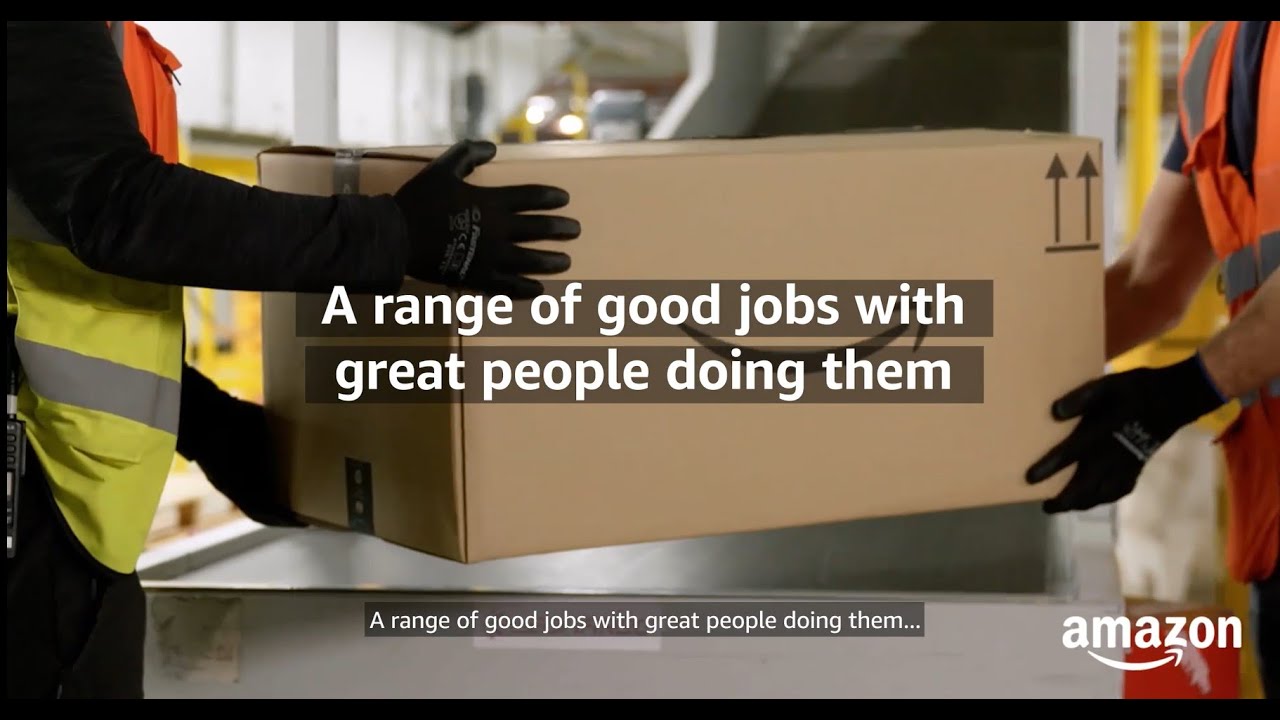 A range of good jobs with
great people doing them
A range of good jobs with great people doing them...
amazon